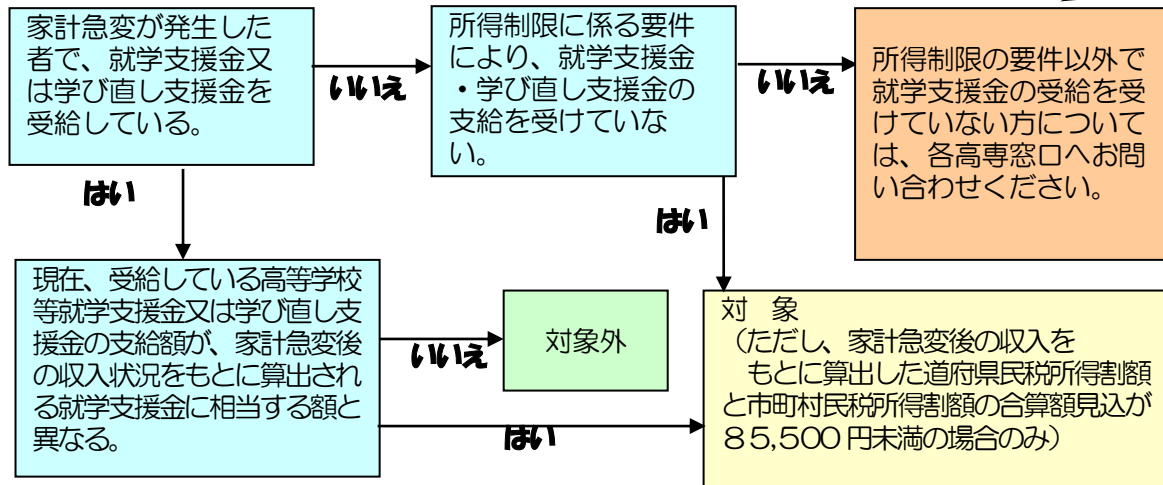 家計急変が発生した
者で、就学支援金又
は学び直し支援金を
受給している。
いいえ
所得制限に係る要件
により、就学支援金
・学び直し支援金の
支給を受けていな
い。
いいえ
所得制限の要件以外で
就学支援金の受給を受
けていない方について
は、各高専窓口へお問
い合わせください。
はい
はい
現在、受給している高等学校
等就学支援金又は学び直し支
援金の支給額が、家計急変後
の収入状況をもとに算出され
る就学支援金に相当する額と
異なる。
いいえ
対象外
はい
対　象
（ただし、家計急変後の収入を
もとに算出した道府県民税所得割額
と市町村民税所得割額の合算額見込が
８５,５００円未満の場合のみ）